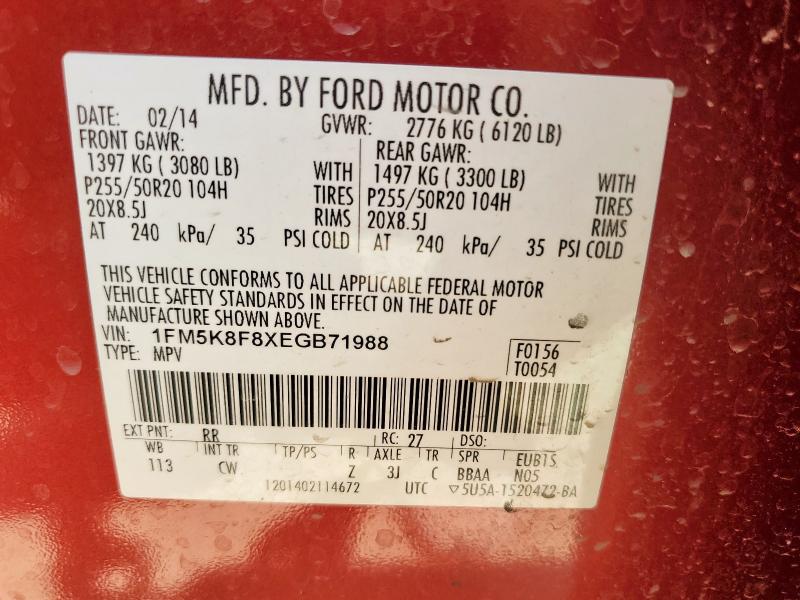 MFD. BY FORD MOTOR CO.
DATE: 02/14 GVWR: 2776 KG ( 6120 LB)
FRONT GAWR: REAR GAWR:
1397 KG ( 3080 LB) WITH 1497 KG ( 3300 LB) WITH
P255/50R20 104H TIRES P255/50R20 104H TIRES
20X8.5J RIMS 20X8.5J RIMS
AT 240 kPa/ 35 PSI COLD AT 240 kPa/ 35 PSI COLD
THIS VEHICLE CONFORMS TO ALL APPLICABLE FEDERAL MOTOR
VEHICLE SAFETY STANDARDS IN EFFECT ON THE DATE OF
MANUFACTURE SHOWN ABOVE.
VIN: 1FM5K8F8XEGB71988 F0156
TYPE: MPV T0054
EXT PNT: RR RC: 27 DSO:
WB INT TR TP/PS R AXLE TR SPR EUB1S
113 CW Z 3J C BBAA N05
1201402114672 UTC ▽5U5A-1520472-BA